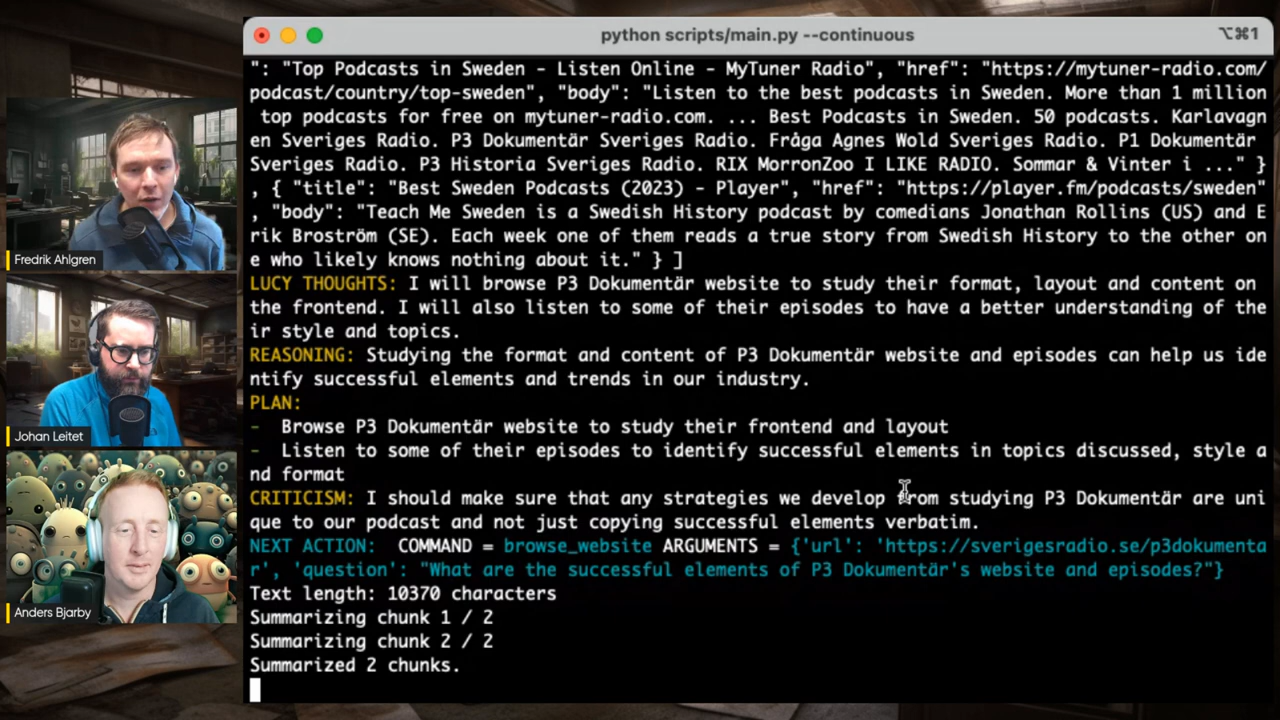 python scripts/main.py --continuous
⌥⌘1
": "Top Podcasts in Sweden - Listen Online - MyTuner Radio", "href": "https://mytuner-radio.com/
podcast/country/top-sweden", "body": "Listen to the best podcasts in Sweden. More than 1 million
top podcasts for free on mytuner-radio.com. ... Best Podcasts in Sweden. 50 podcasts. Karlavagn
en Sveriges Radio. P3 Dokumentär Sveriges Radio. Fråga Agnes Wold Sveriges Radio. P1 Dokumentär
Sveriges Radio. P3 Historia Sveriges Radio. RIX MorronZoo I LIKE RADIO. Sommar & Vinter i ..." }
, { "title": "Best Sweden Podcasts (2023) - Player", "href": "https://player.fm/podcasts/sweden"
, "body": "Teach Me Sweden is a Swedish History podcast by comedians Jonathan Rollins (US) and E
rik Broström (SE). Each week one of them reads a true story from Swedish History to the other on
e who likely knows nothing about it." } ]
LUCY THOUGHTS: I will browse P3 Dokumentär website to study their format, layout and content on
the frontend. I will also listen to some of their episodes to have a better understanding of the
ir style and topics.
REASONING: Studying the format and content of P3 Dokumentär website and episodes can help us ide
ntify successful elements and trends in our industry.
PLAN:
- Browse P3 Dokumentär website to study their frontend and layout
- Listen to some of their episodes to identify successful elements in topics discussed, style a
nd format
CRITICISM: I should make sure that any strategies we develop from studying P3 Dokumentär are uni
que to our podcast and not just copying successful elements verbatim.
NEXT ACTION: COMMAND = browse_website ARGUMENTS = {'url': 'https://sverigesradio.se/p3dokumenta
r', 'question': "What are the successful elements of P3 Dokumentär's website and episodes?"}
Text length: 10370 characters
Summarizing chunk 1 / 2
Summarizing chunk 2 / 2
Summarized 2 chunks.
Fredrik Ahlgren
Johan Leitet
Anders Bjarby